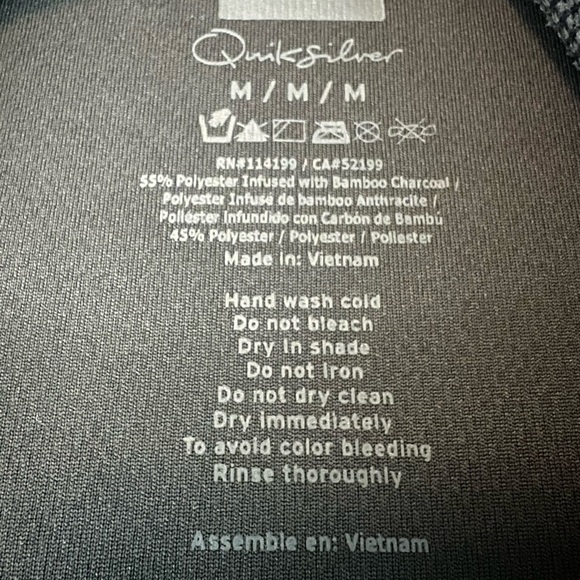 Quiksilver
M / M / M
RN#114199 / CA#52199
55% Polyester Infused with Bamboo Charcoal /
Polyester Infuse de bamboo Anthracite /
Poliester Infundido con Carbón de Bambú
45% Polyester / Polyester / Poliester
Made in: Vietnam
Hand wash cold
Do not bleach
Dry in shade
Do not iron
Do not dry clean
Dry immediately
To avoid color bleeding
Rinse thoroughly
Assemble en: Vietnam